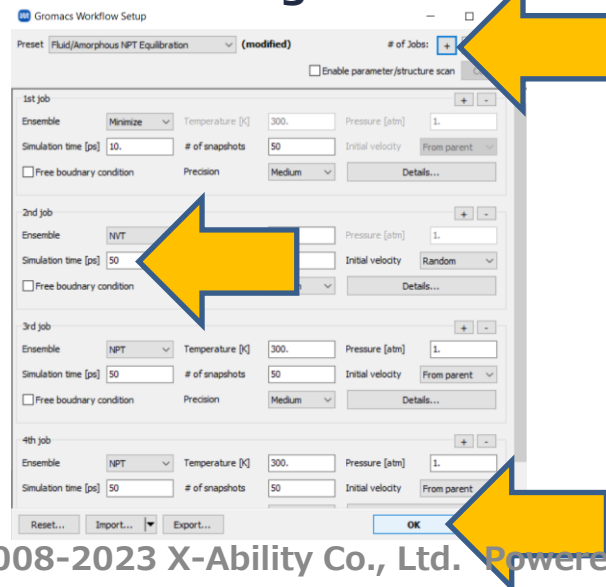 Gromacs Workflow Setup
Preset Fluid/Amorphous NPT Equilibration (modified) # of Jobs: +
Enable parameter/structure scan
1st job + -
Ensemble Minimize Temperature [K] 300. Pressure [atm] 1.
Simulation time [ps] 10. # of snapshots 50 Initial velocity From parent
Free boudnary condition Precision Medium Details...
2nd job + -
Ensemble NVT Pressure [atm] 1.
Simulation time [ps] 50 Initial velocity Random
Free boudnary condition Details...
3rd job + -
Ensemble NPT Temperature [K] 300. Pressure [atm] 1.
Simulation time [ps] 50 # of snapshots 50 Initial velocity From parent
Free boudnary condition Precision Medium Details...
4th job + -
Ensemble NPT Temperature [K] 300. Pressure [atm] 1.
Simulation time [ps] 50 # of snapshots 50 Initial velocity From parent
Reset... Import... Export... OK
008-2023 X-Ability Co., Ltd. Powere